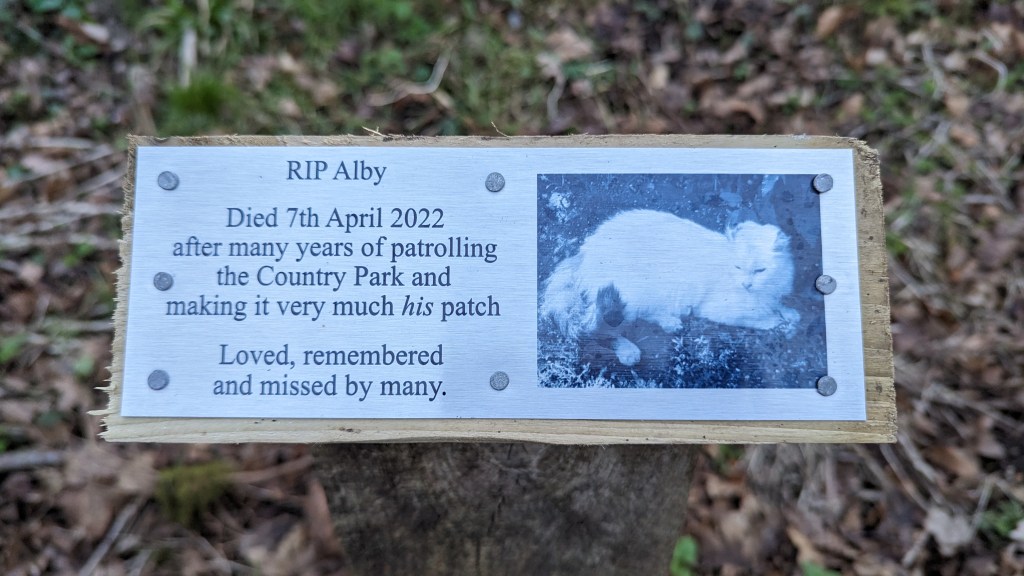 RIP Alby
Died 7th April 2022
after many years of patrolling
the Country Park and
making it very much his patch
Loved, remembered
and missed by many.